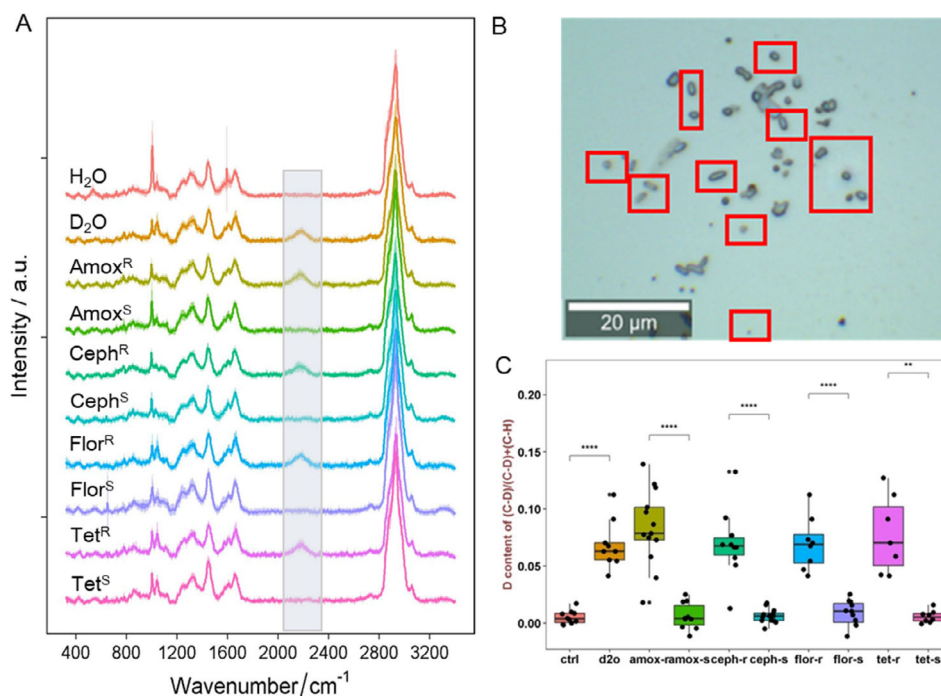 A
Intensity / a.u.
H₂O
D₂O
Amoxᴿ
Amoxˢ
Cephᴿ
Cephˢ
Florᴿ
Florˢ
Tetᴿ
Tetˢ
400 800 1200 1600 2000 2400 2800 3200
Wavenumber/cm⁻¹
B
20 µm
C
D content of (C-D)/(C-D)+(C-H)
0.20
0.15
0.10
0.05
0.00
**** **** **** **** **
ctrl d2o amox-ramox-s ceph-r ceph-s flor-r flor-s tet-r tet-s